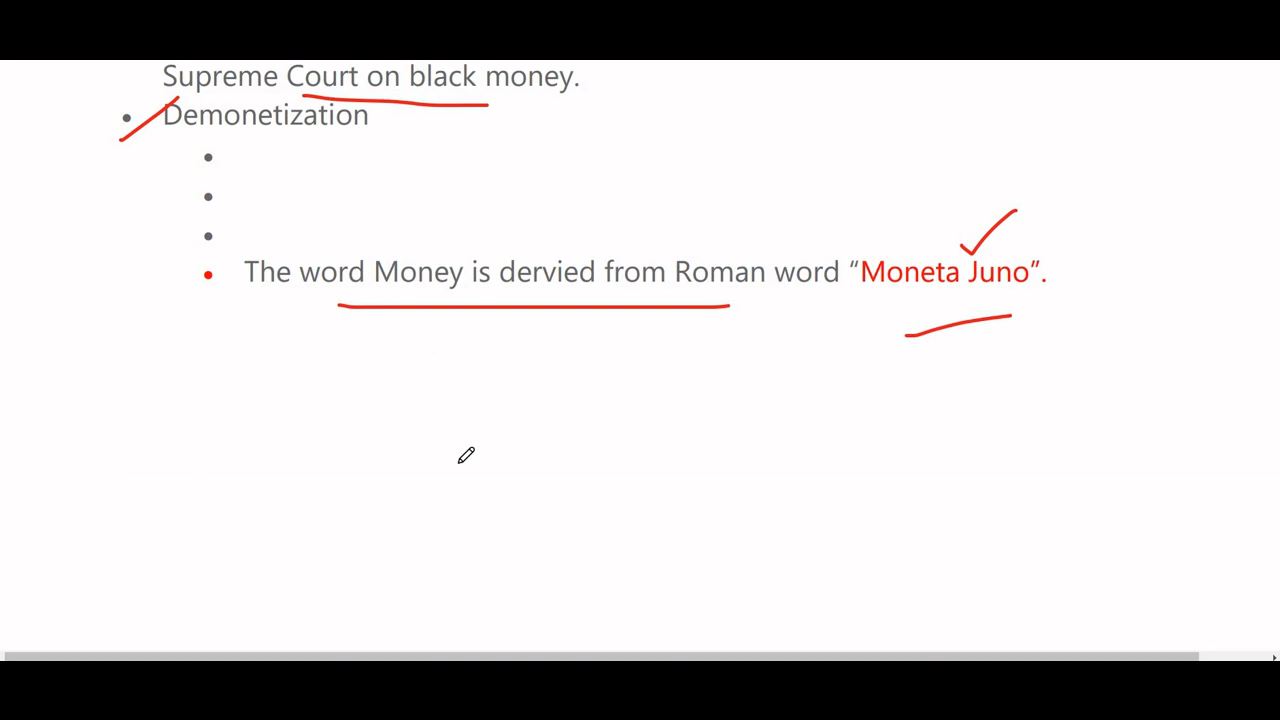 Supreme Court on black money.
• Demonetization
•
•
•
• The word Money is dervied from Roman word “Moneta Juno”.